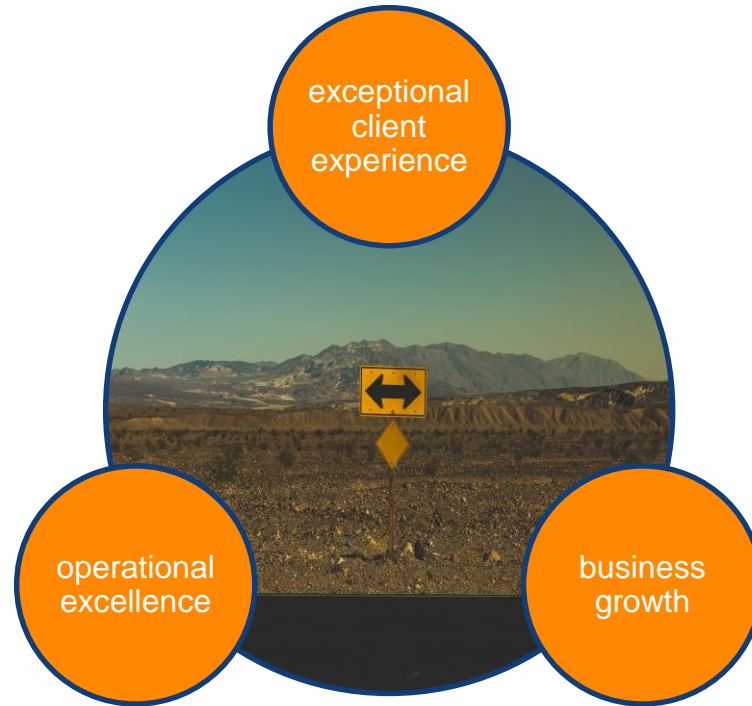 exceptional
client
experience
operational
excellence
business
growth